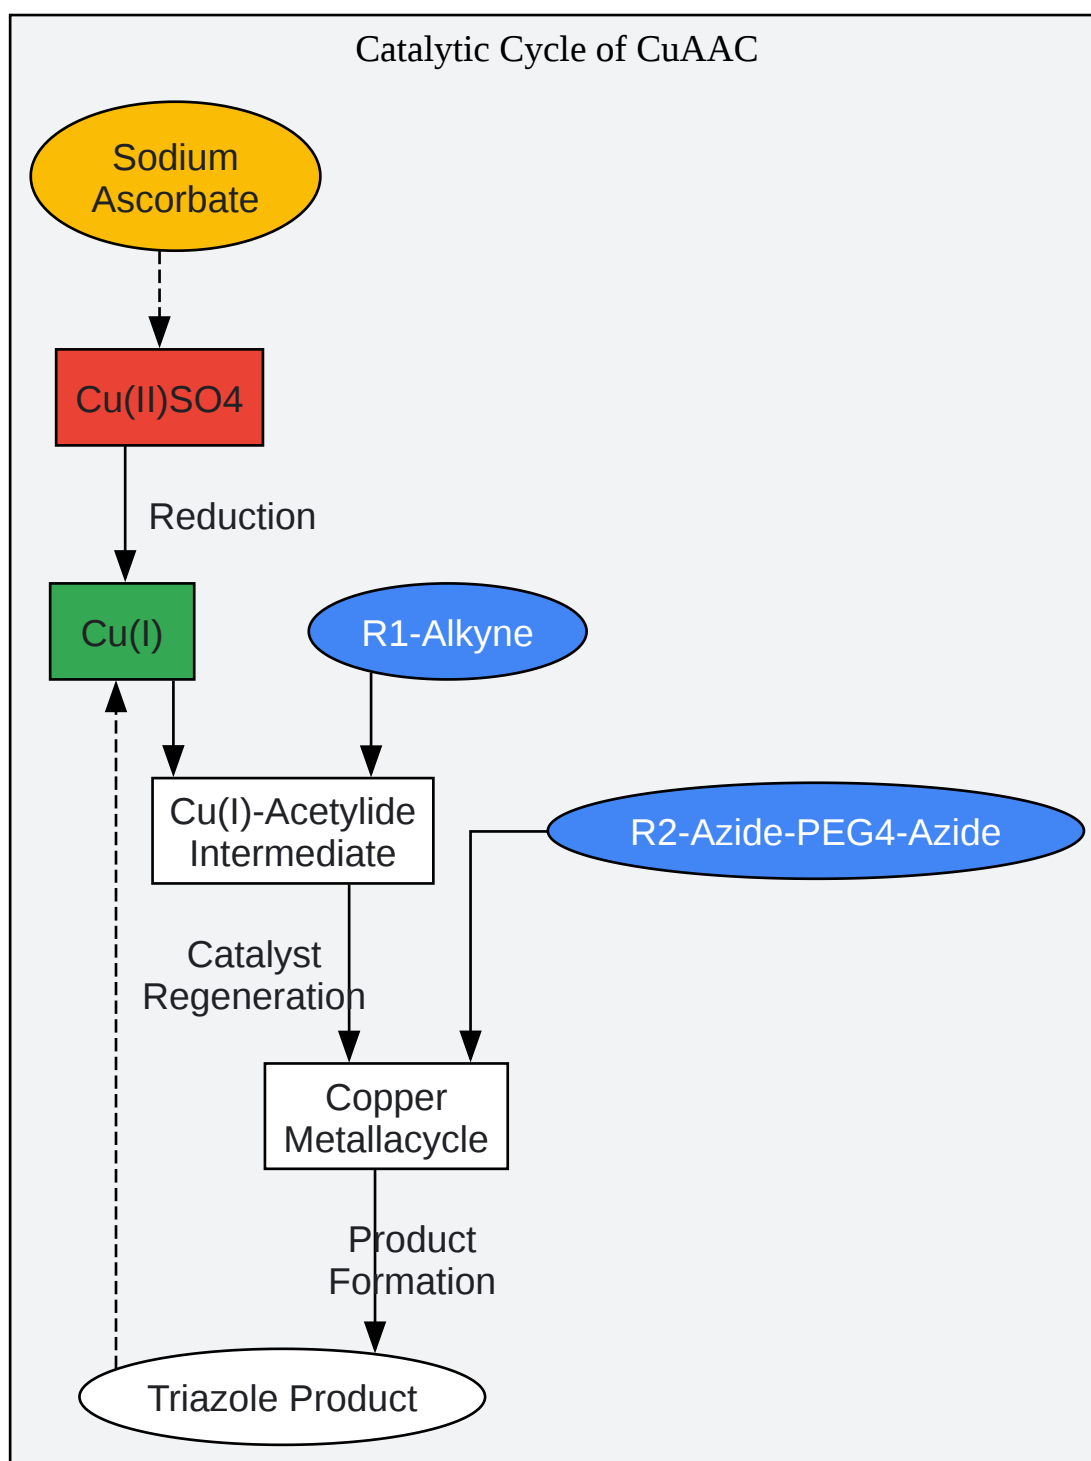 Catalytic Cycle of CuAAC
Sodium
Ascorbate
Cu(II)SO4
Reduction
Cu(I)
R1-Alkyne
Cu(I)-Acetylide
Intermediate
R2-Azide-PEG4-Azide
Catalyst
Regeneration
Copper
Metallacycle
Product
Formation
Triazole Product